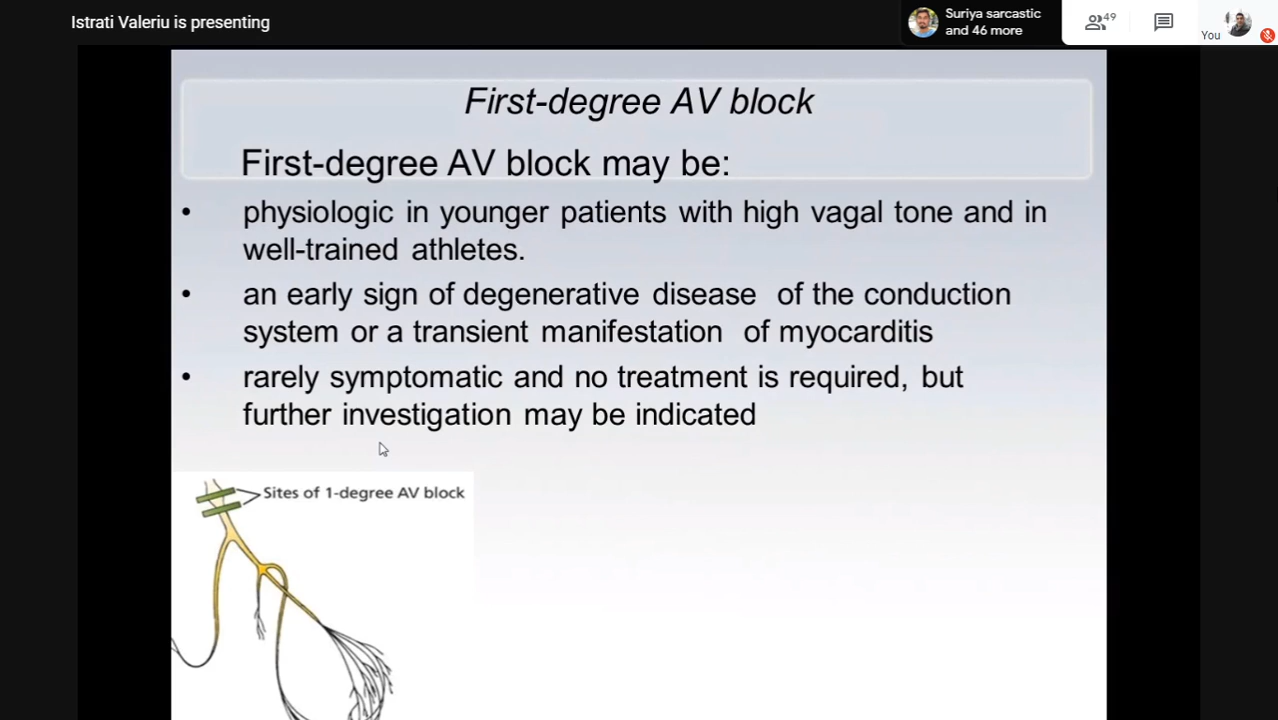 Istrati Valeriu is presenting
Suriya sarcastic
and 46 more
49
You
First-degree AV block
First-degree AV block may be:
• physiologic in younger patients with high vagal tone and in
well-trained athletes.
• an early sign of degenerative disease of the conduction
system or a transient manifestation of myocarditis
• rarely symptomatic and no treatment is required, but
further investigation may be indicated
Sites of 1-degree AV block